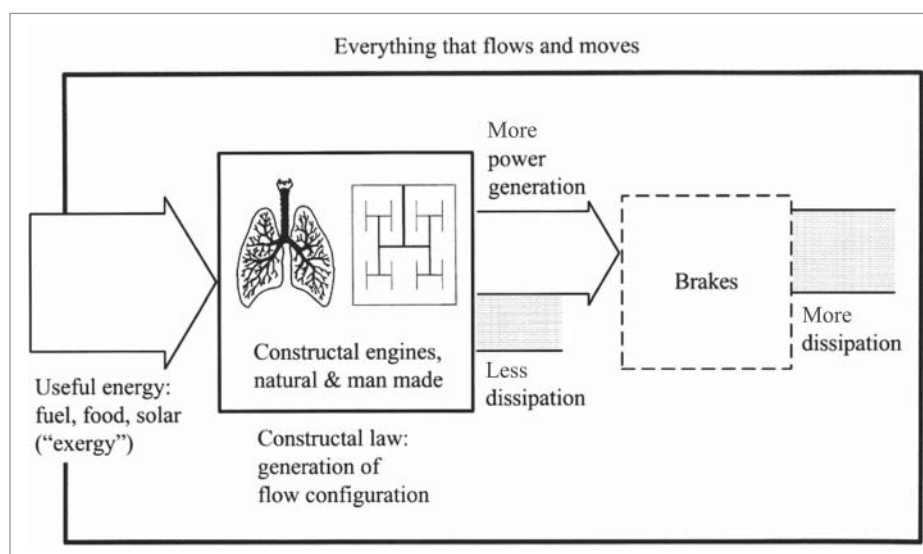 Everything that flows and moves
More
power
generation
Constructal engines,
natural & man made
Brakes
Less
dissipation
More
dissipation
Useful energy:
fuel, food, solar
(“exergy”)
Constructal law:
generation of
flow configuration